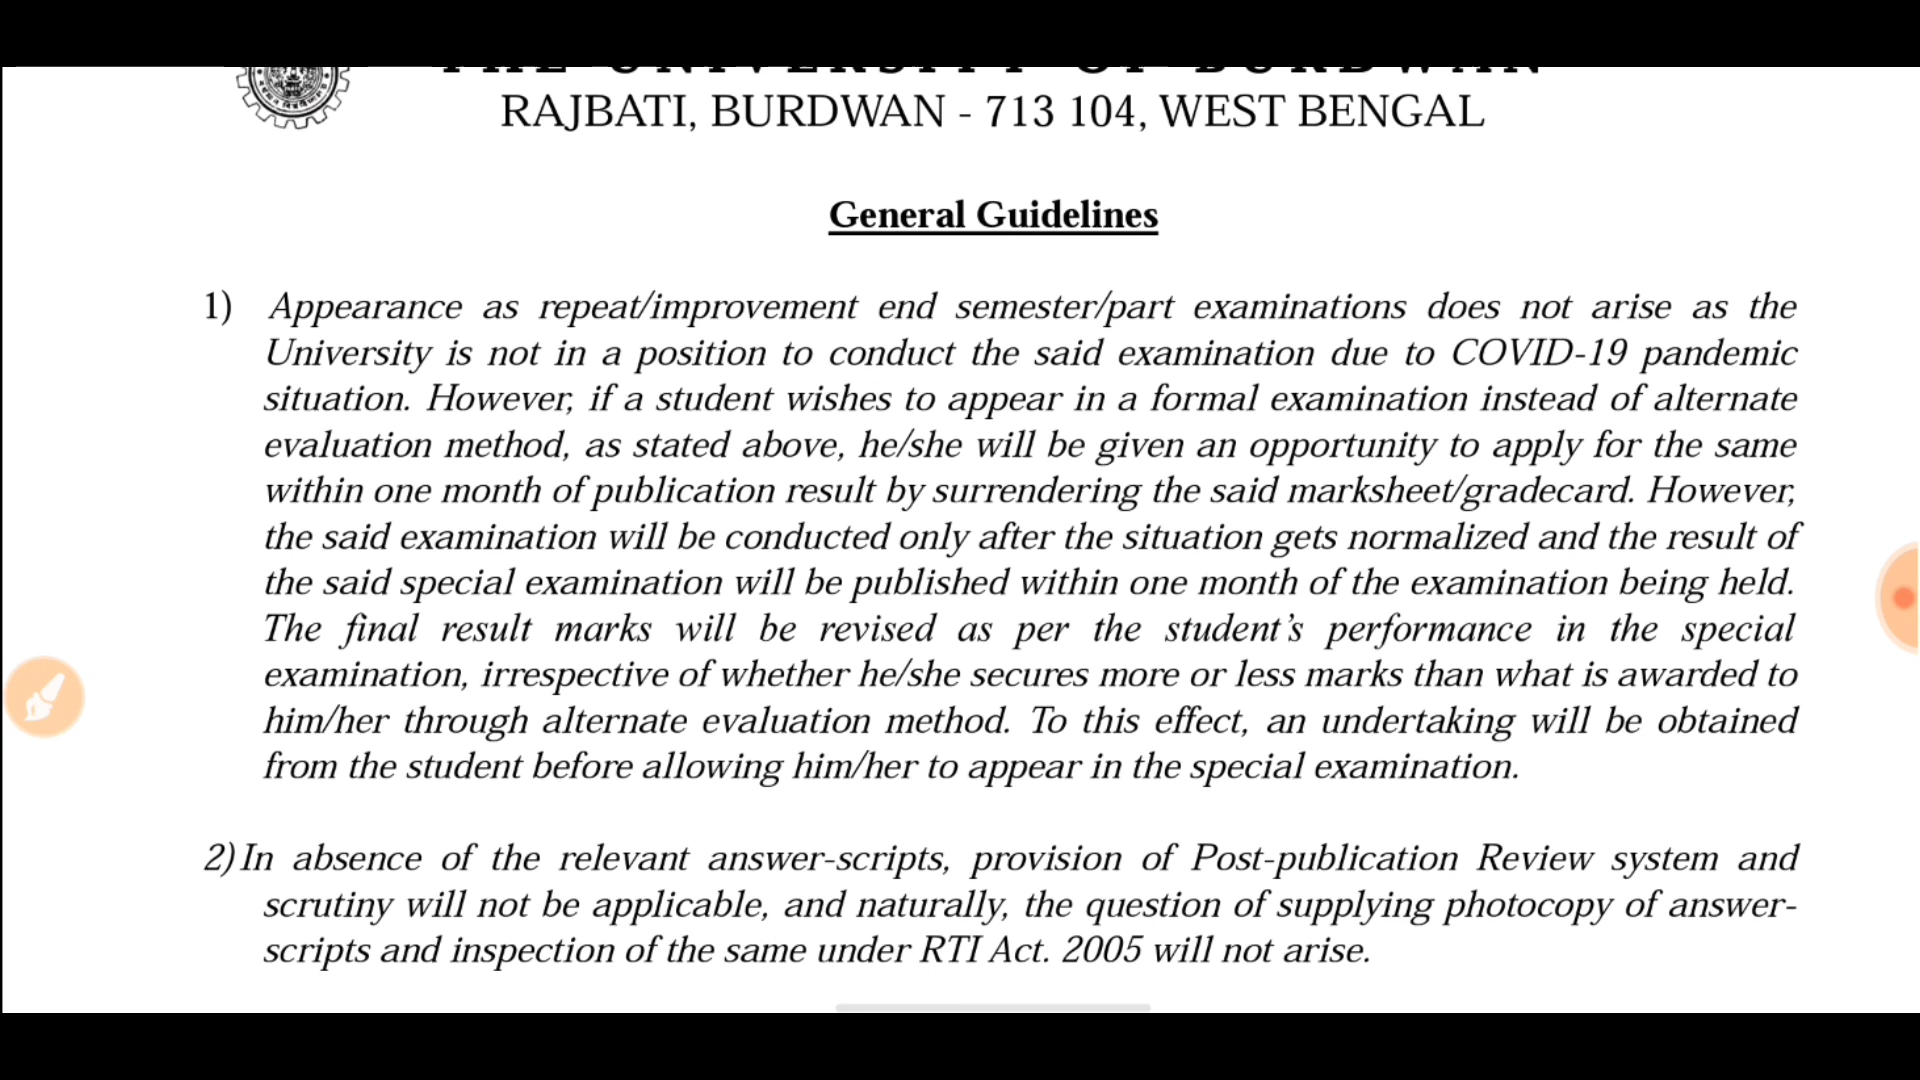 THE UNIVERSITY OF BURDWAN
RAJBATI, BURDWAN - 713 104, WEST BENGAL
General Guidelines
1) Appearance as repeat/improvement end semester/part examinations does not arise as the
University is not in a position to conduct the said examination due to COVID-19 pandemic
situation. However, if a student wishes to appear in a formal examination instead of alternate
evaluation method, as stated above, he/she will be given an opportunity to apply for the same
within one month of publication result by surrendering the said marksheet/gradecard. However,
the said examination will be conducted only after the situation gets normalized and the result of
the said special examination will be published within one month of the examination being held.
The final result marks will be revised as per the student's performance in the special
examination, irrespective of whether he/she secures more or less marks than what is awarded to
him/her through alternate evaluation method. To this effect, an undertaking will be obtained
from the student before allowing him/her to appear in the special examination.
2) In absence of the relevant answer-scripts, provision of Post-publication Review system and
scrutiny will not be applicable, and naturally, the question of supplying photocopy of answer-
scripts and inspection of the same under RTI Act. 2005 will not arise.